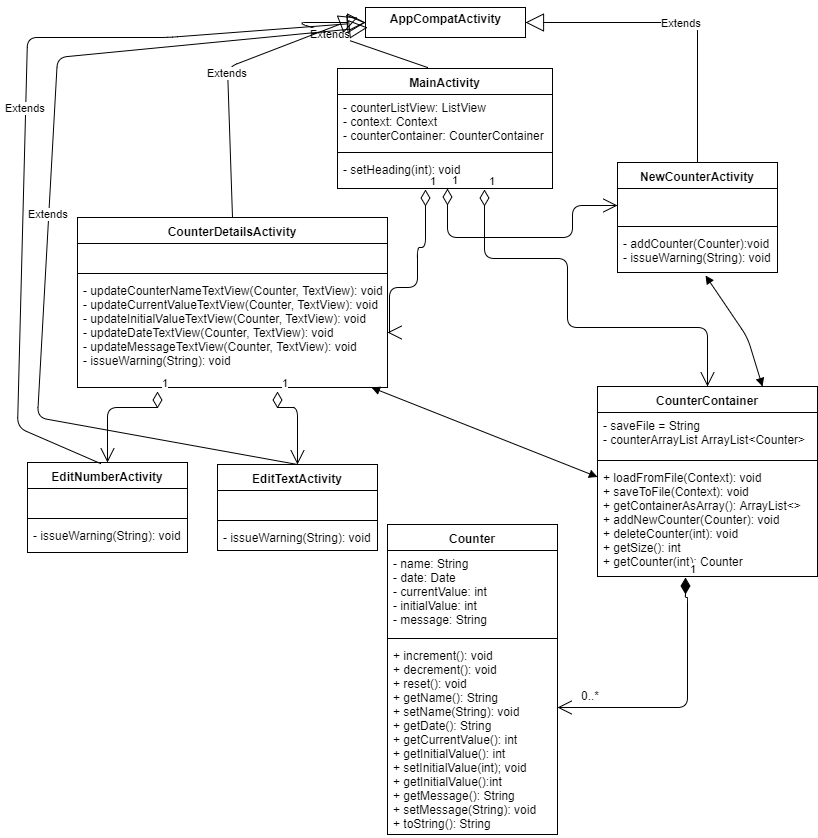 AppCompatActivity
Extends
Extends
Extends
Extends
Extends
MainActivity
- counterListView: ListView
- context: Context
- counterContainer: CounterContainer
- setHeading(int): void
1
1
1
NewCounterActivity
- addCounter(Counter):void
- issueWarning(String): void
CounterDetailsActivity
- updateCounterNameTextView(Counter, TextView): void
- updateCurrentValueTextView(Counter, TextView): void
- updateInitialValueTextView(Counter, TextView): void
- updateDateTextView(Counter, TextView): void
- updateMessageTextView(Counter, TextView): void
- issueWarning(String): void
1
1
CounterContainer
- saveFile = String
- counterArrayList ArrayList<Counter>
+ loadFromFile(Context): void
+ saveToFile(Context): void
+ getContainerAsArray(): ArrayList<>
+ addNewCounter(Counter): void
+ deleteCounter(int): void
+ getSize(): int
+ getCounter(int): Counter
1
EditNumberActivity
- issueWarning(String): void
EditTextActivity
- issueWarning(String): void
Counter
- name: String
- date: Date
- currentValue: int
- initialValue: int
- message: String
+ increment(): void
+ decrement(): void
+ reset(): void
+ getName(): String
+ setName(String): void
+ getDate(): String
+ getCurrentValue(): int
+ getInitialValue(): int
+ setInitialValue(int); void
+ getInitialValue():int
+ getMessage(): String
+ setMessage(String): void
+ toString(): String
0..*